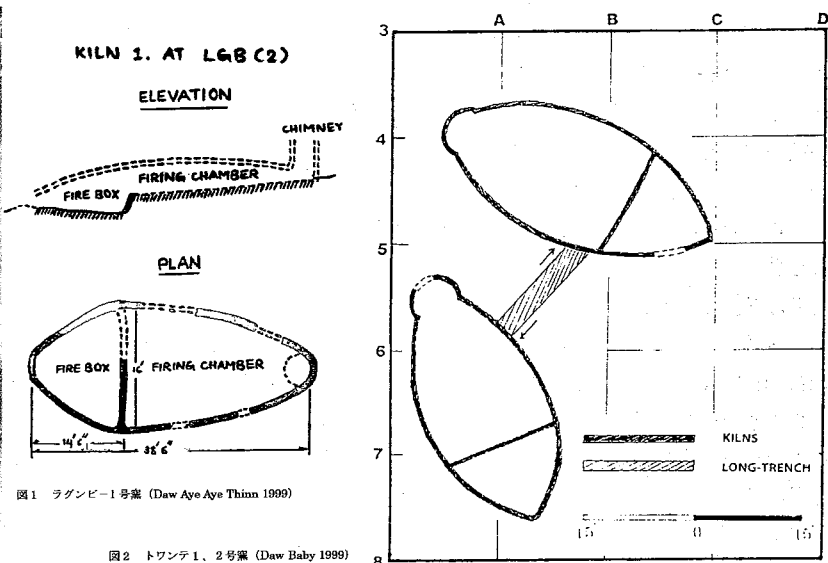 KILN 1. AT LGB (2)
ELEVATION
CHIMNEY
FIRING CHAMBER
FIRE BOX
PLAN
FIRE BOX
16'
FIRING CHAMBER
14' 6"
38' 6"
図1 ラグンビー1号窯 (Daw Aye Aye Thinn 1999)
図2 トワンテ1、2号窯 (Daw Baby 1999)
A B C D
3
4
5
6
7
8
KILNS
LONG-TRENCH
15 0 15